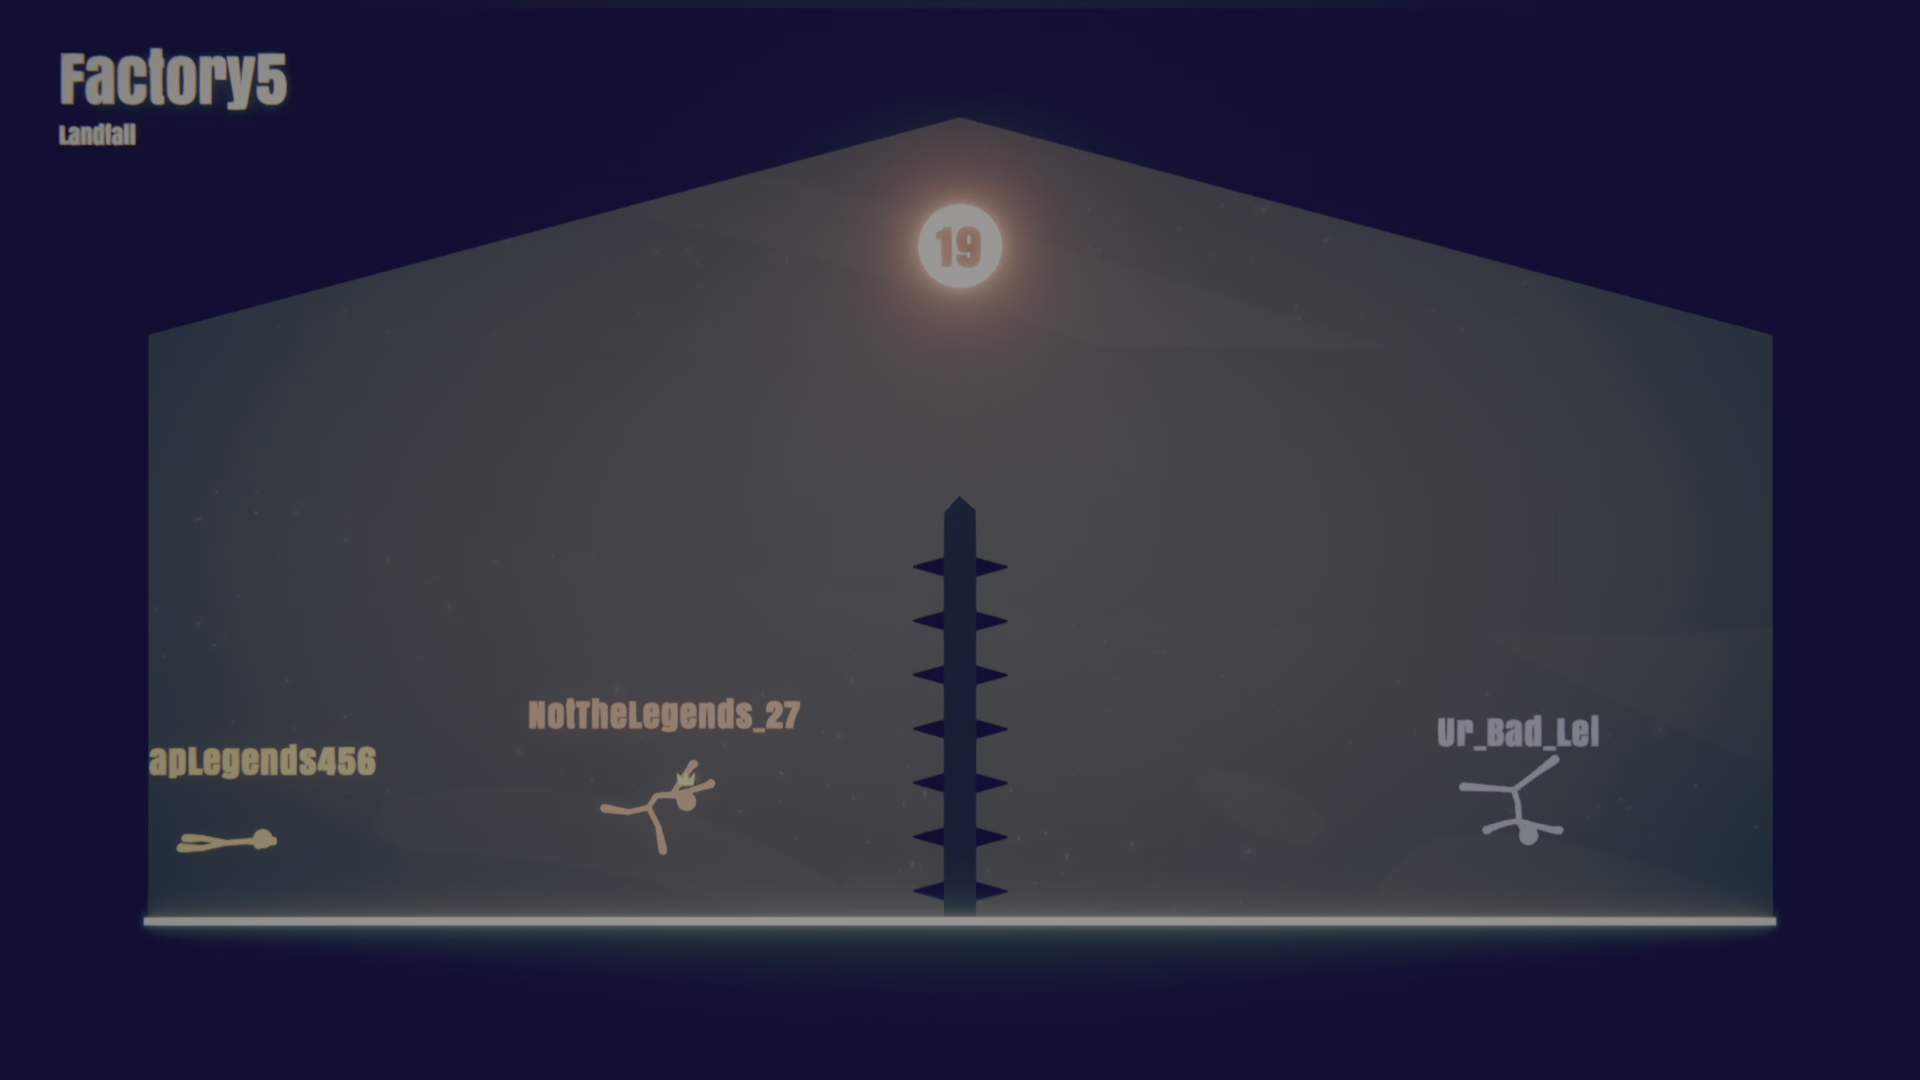 Factory5
Landfall
19
NotTheLegends_27
Ur_Bad_Lel
apLegends456